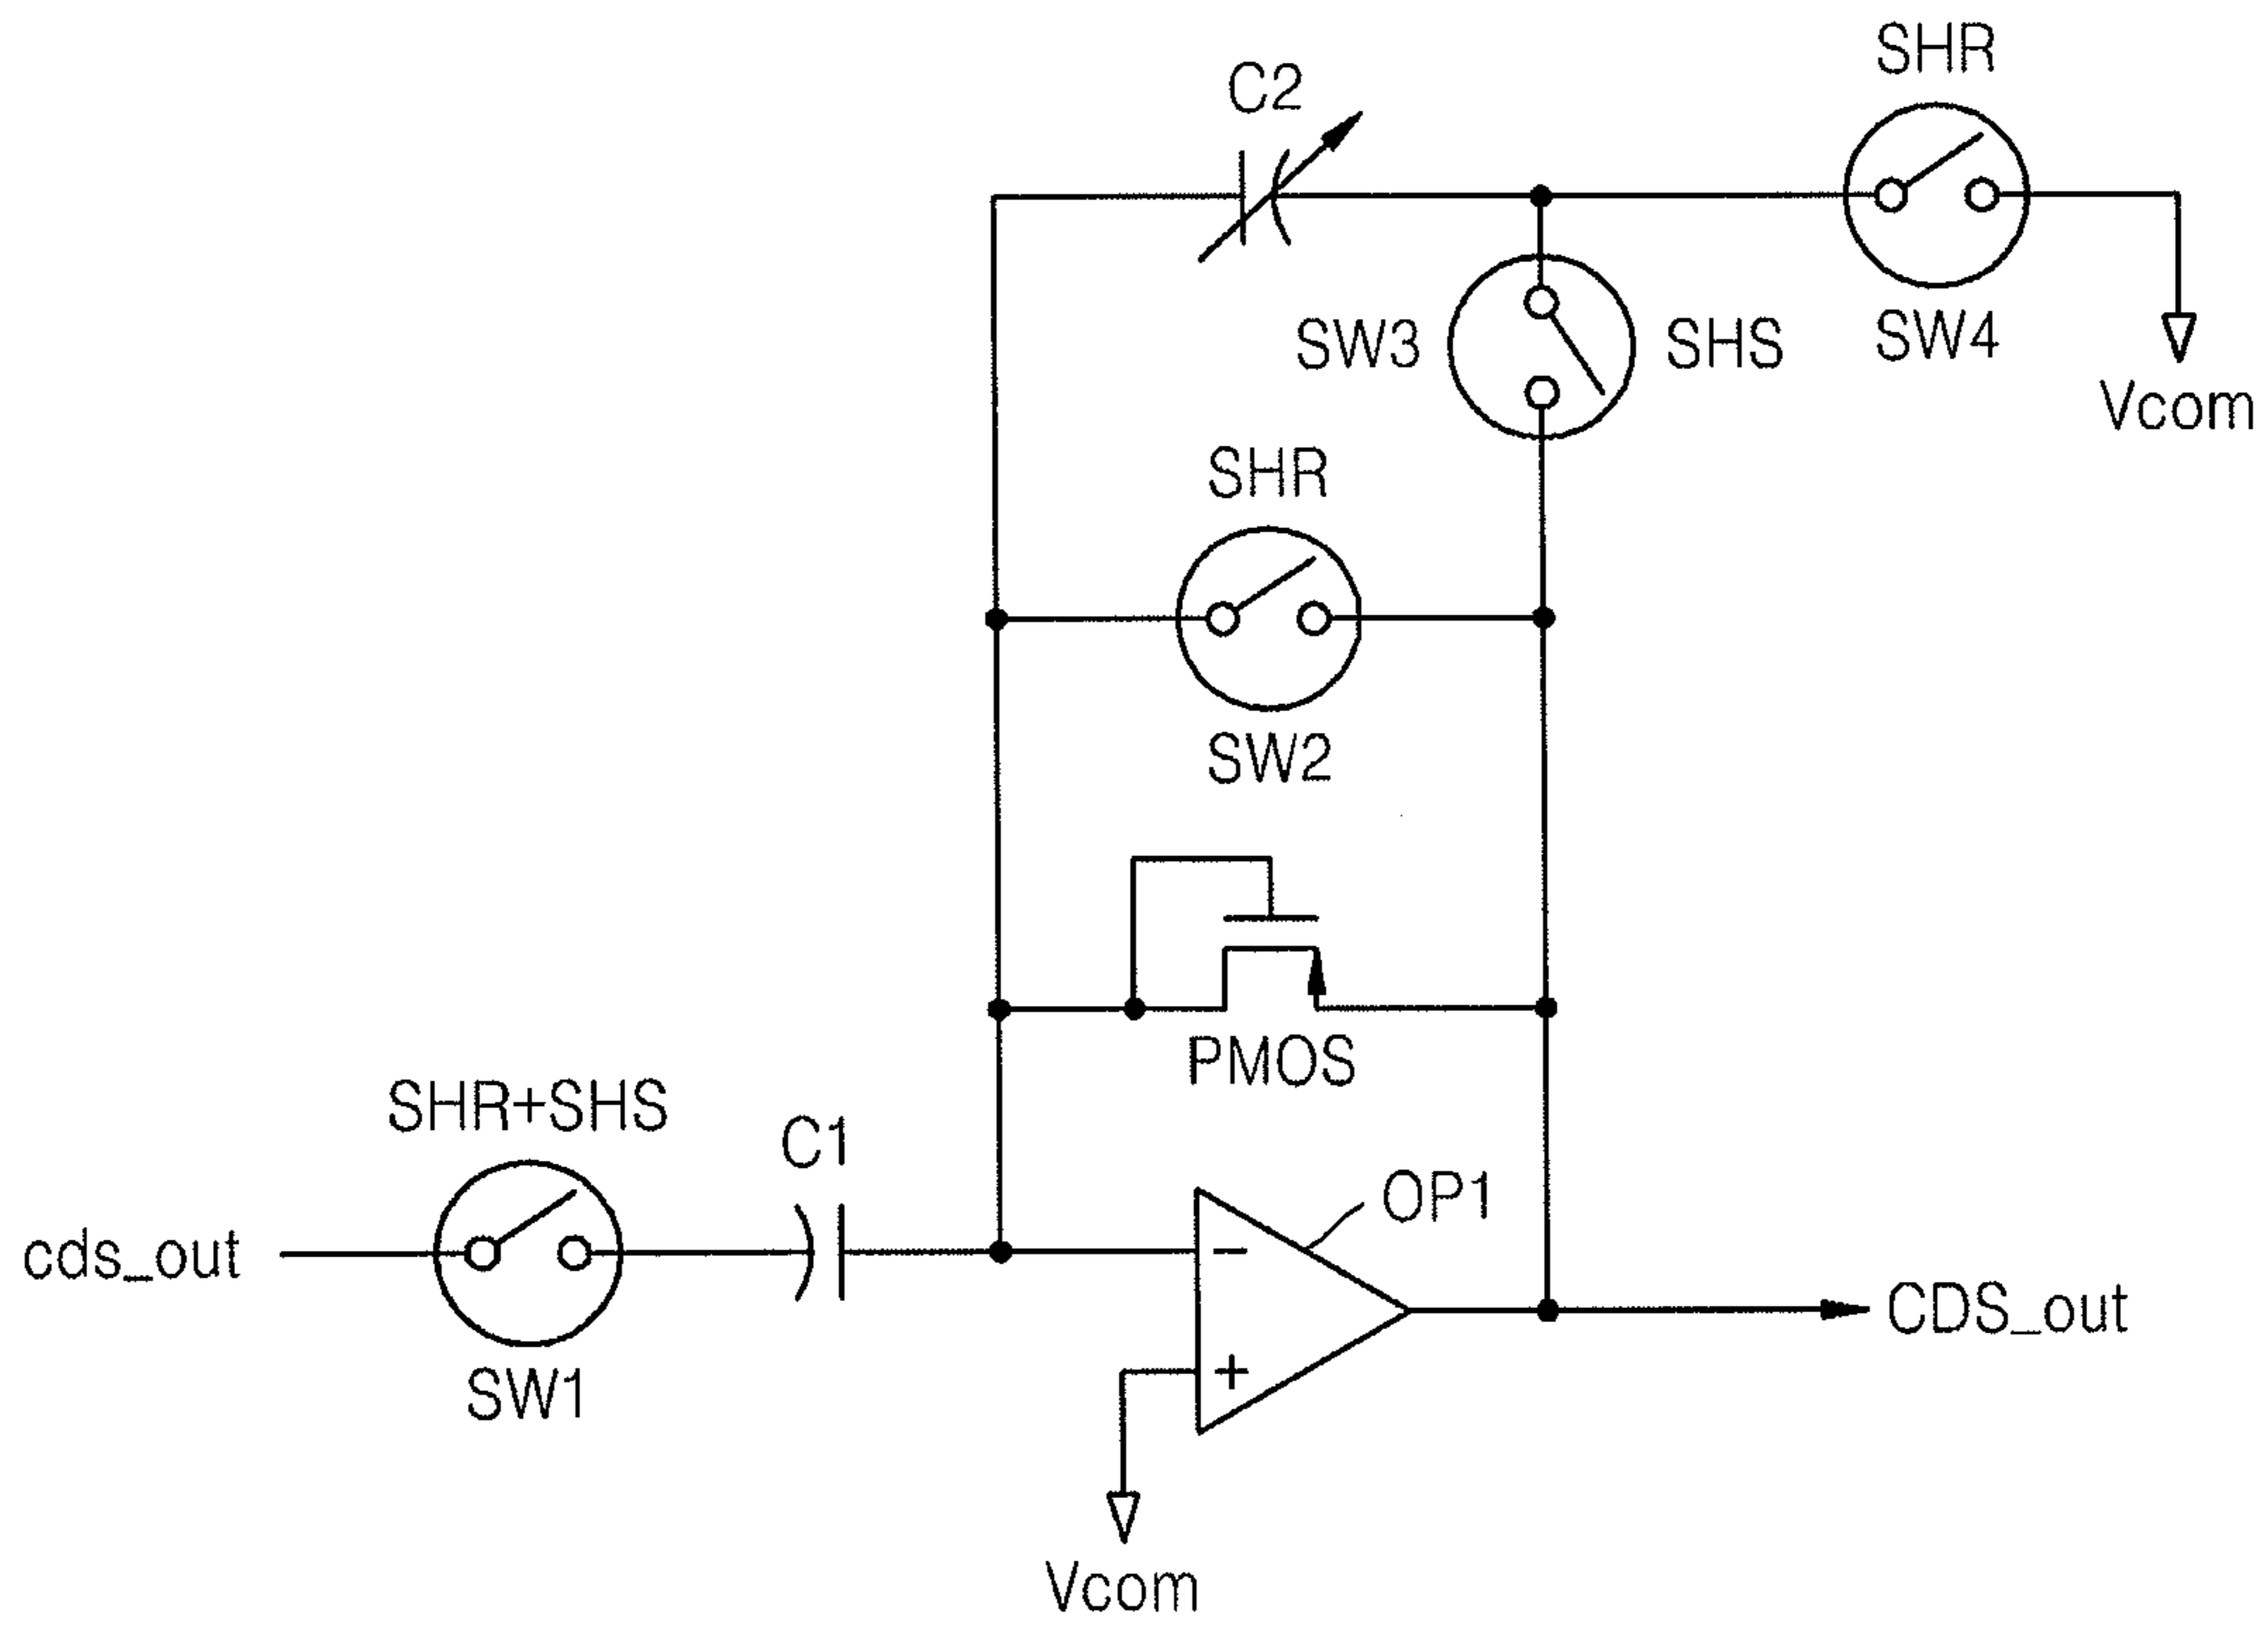 SHR
C2
SW3
SHS
SW4
Vcom
SHR
SW2
PMOS
SHR+SHS
C1
OP1
cds_out
−
CDS_out
SW1
+
Vcom